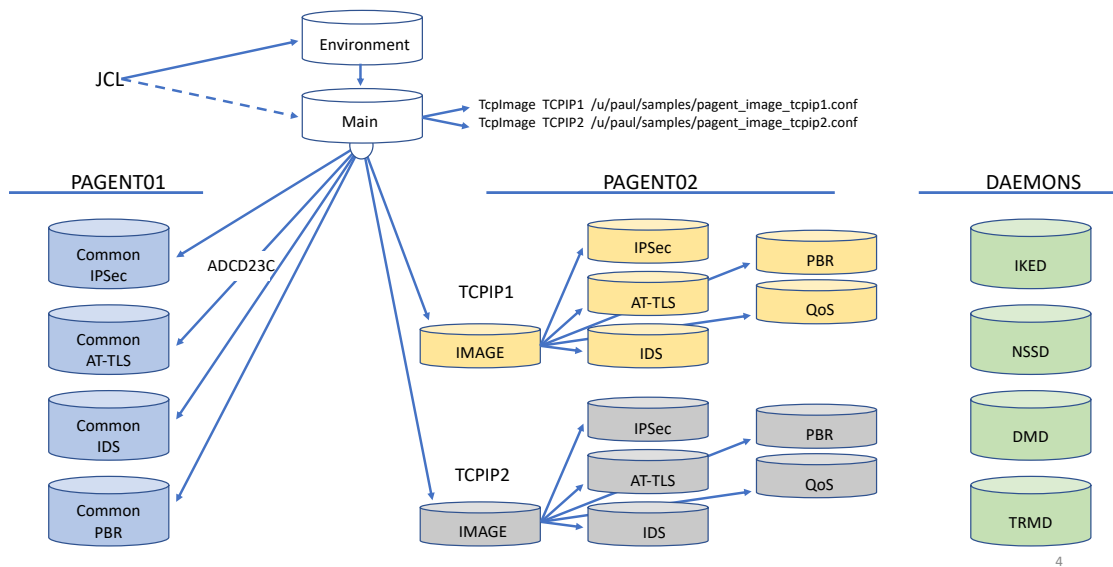 Environment
JCL
Main
TcpImage TCPIP1 /u/paul/samples/pagent_image_tcpip1.conf
TcpImage TCPIP2 /u/paul/samples/pagent_image_tcpip2.conf
PAGENT01
PAGENT02
DAEMONS
Common
IPSec
ADCD23C
Common
AT-TLS
Common
IDS
Common
PBR
TCPIP1
IMAGE
IPSec
AT-TLS
IDS
PBR
QoS
TCPIP2
IMAGE
IPSec
AT-TLS
IDS
PBR
QoS
IKED
NSSD
DMD
TRMD
4